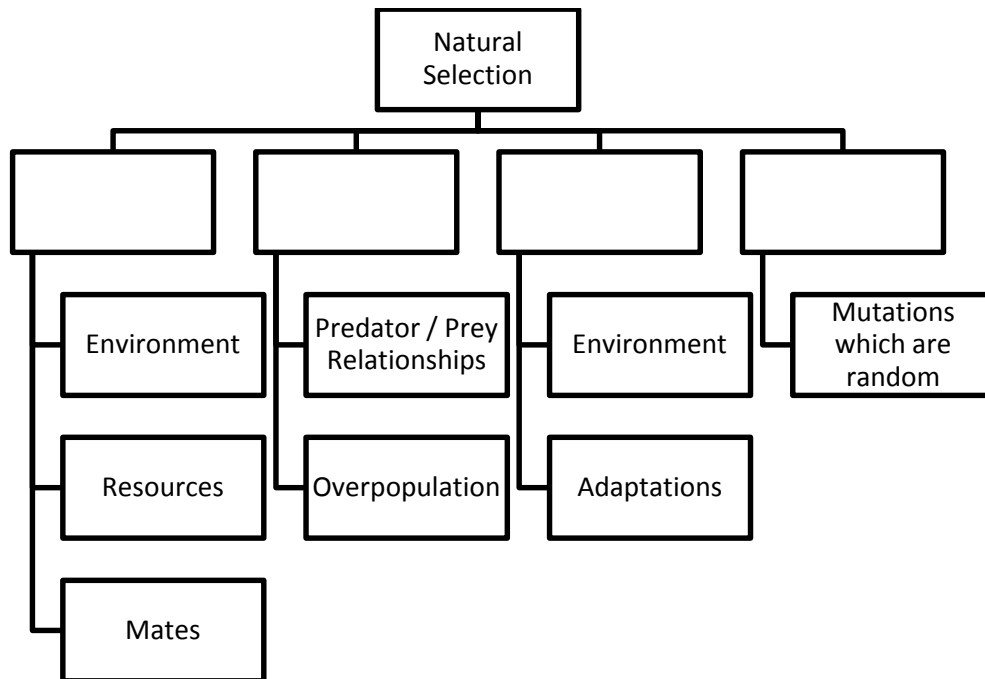 Natural
Selection
Environment
Predator / Prey
Relationships
Environment
Mutations
which are
random
Resources
Overpopulation
Adaptations
Mates